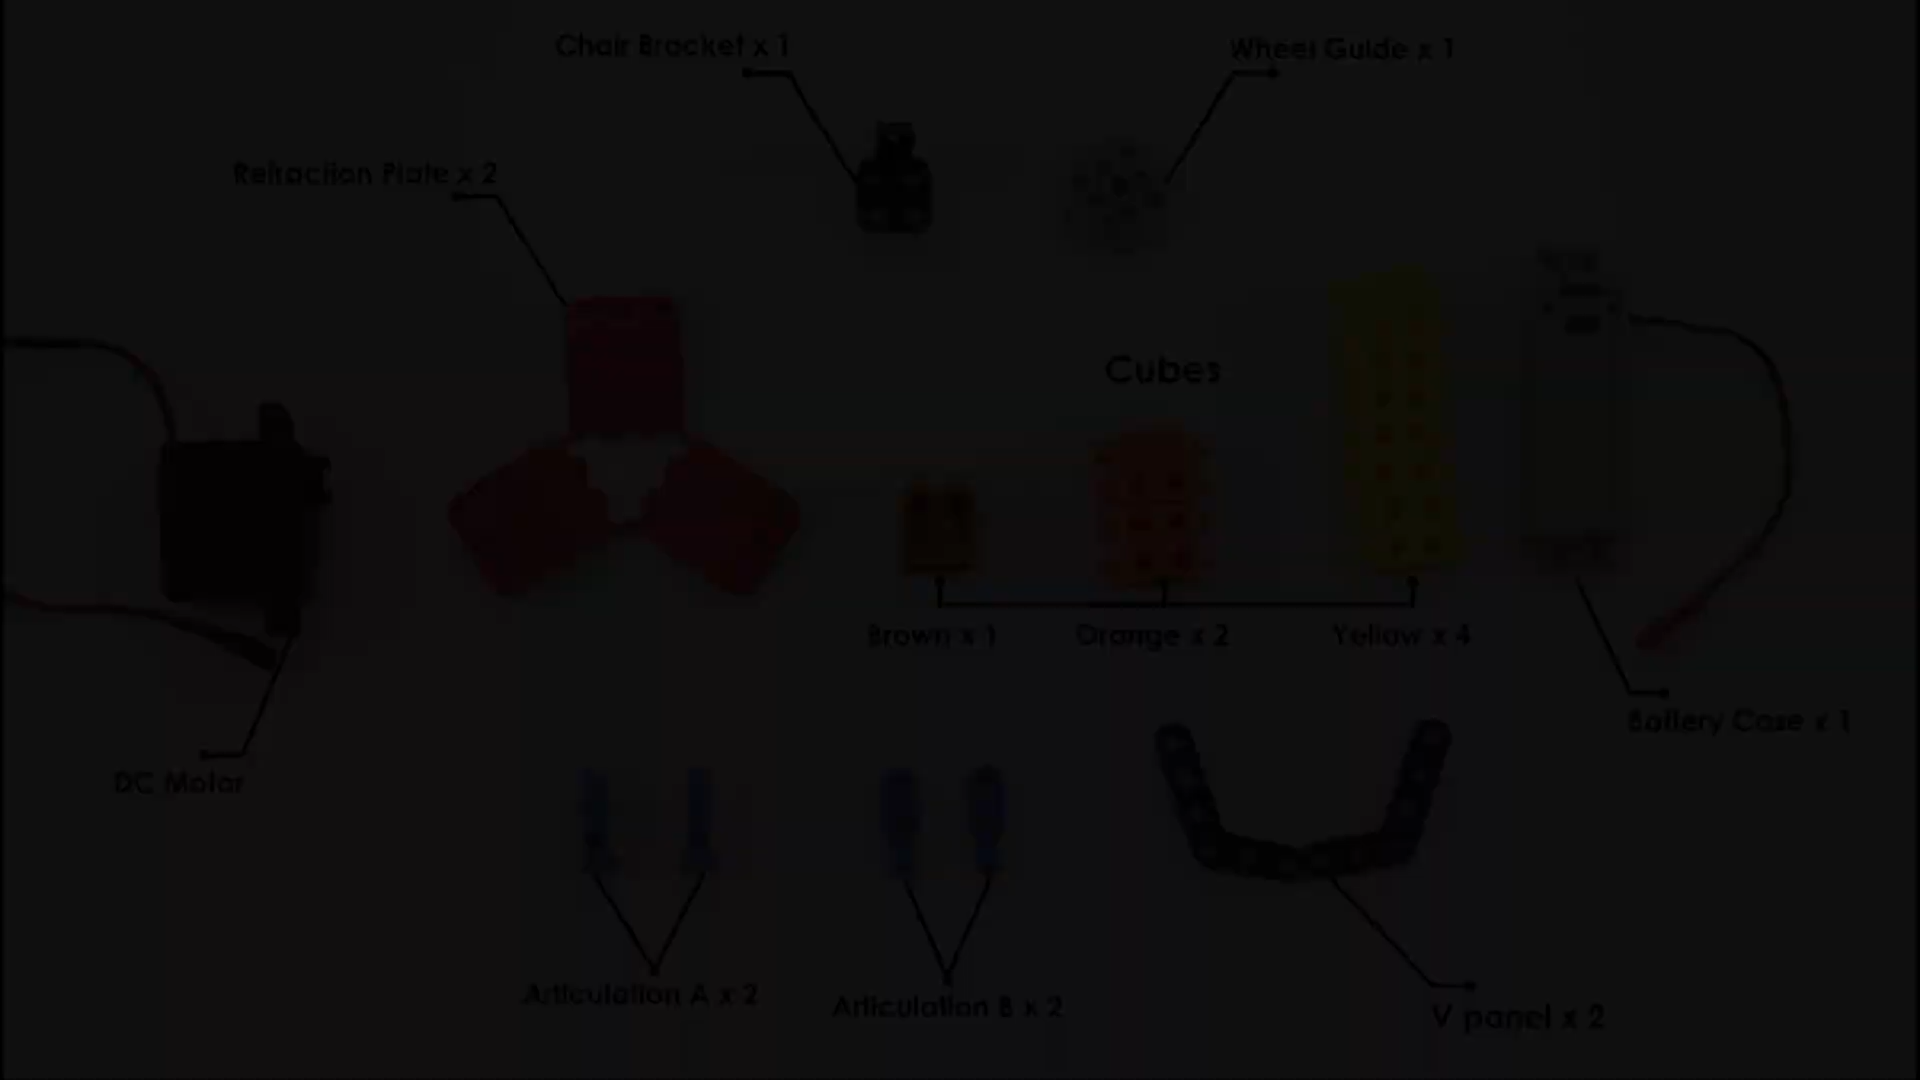 Chair Bracket x 1
Wheel Guide x 1
Refraction Plate x 2
Cubes
Brown x 1
Orange x 2
Yellow x 4
Battery Case x 1
DC Motor
Articulation A x 2
Articulation B x 2
V panel x 2